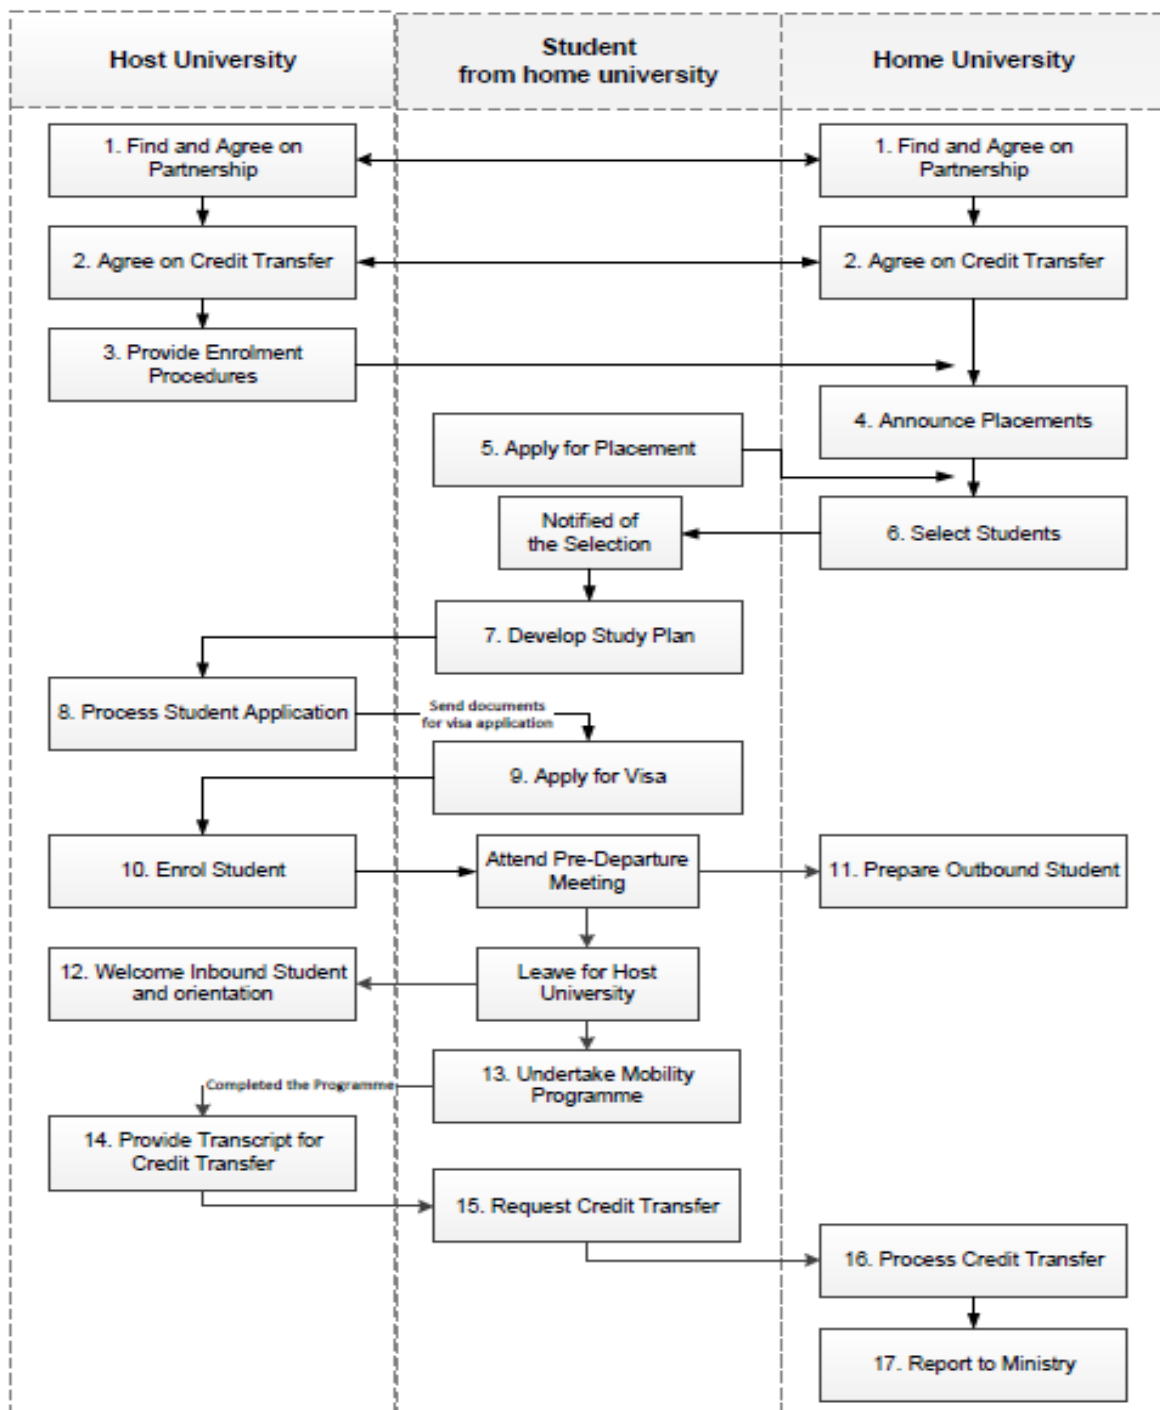 Host University
Student
from home university
Home University
1. Find and Agree on
Partnership
1. Find and Agree on
Partnership
2. Agree on Credit Transfer
2. Agree on Credit Transfer
3. Provide Enrolment
Procedures
4. Announce Placements
5. Apply for Placement
Notified of
the Selection
6. Select Students
7. Develop Study Plan
8. Process Student Application
Send documents
for visa application
9. Apply for Visa
10. Enrol Student
Attend Pre-Departure
Meeting
11. Prepare Outbound Student
12. Welcome Inbound Student
and orientation
Leave for Host
University
13. Undertake Mobility
Programme
Completed the Programme
14. Provide Transcript for
Credit Transfer
15. Request Credit Transfer
16. Process Credit Transfer
17. Report to Ministry